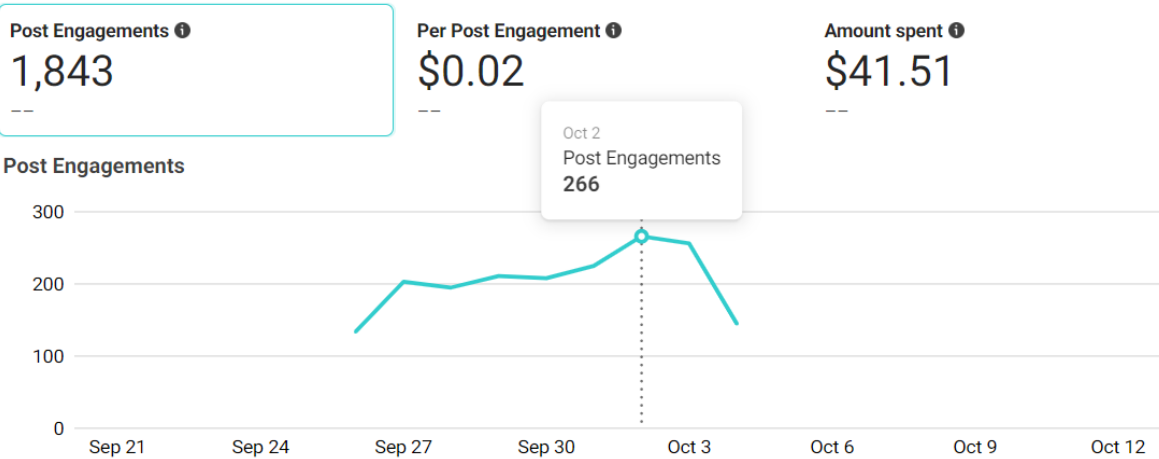 Post Engagements
1,843
--
Per Post Engagement
$0.02
--
Amount spent
$41.51
--
Oct 2
Post Engagements
266
Post Engagements
300
200
100
0
Sep 21 Sep 24 Sep 27 Sep 30 Oct 3 Oct 6 Oct 9 Oct 12